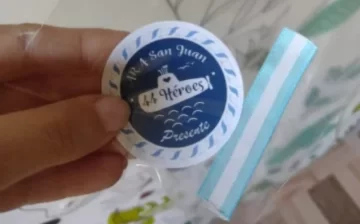 ARA San Juan
44 Héroes
Presente